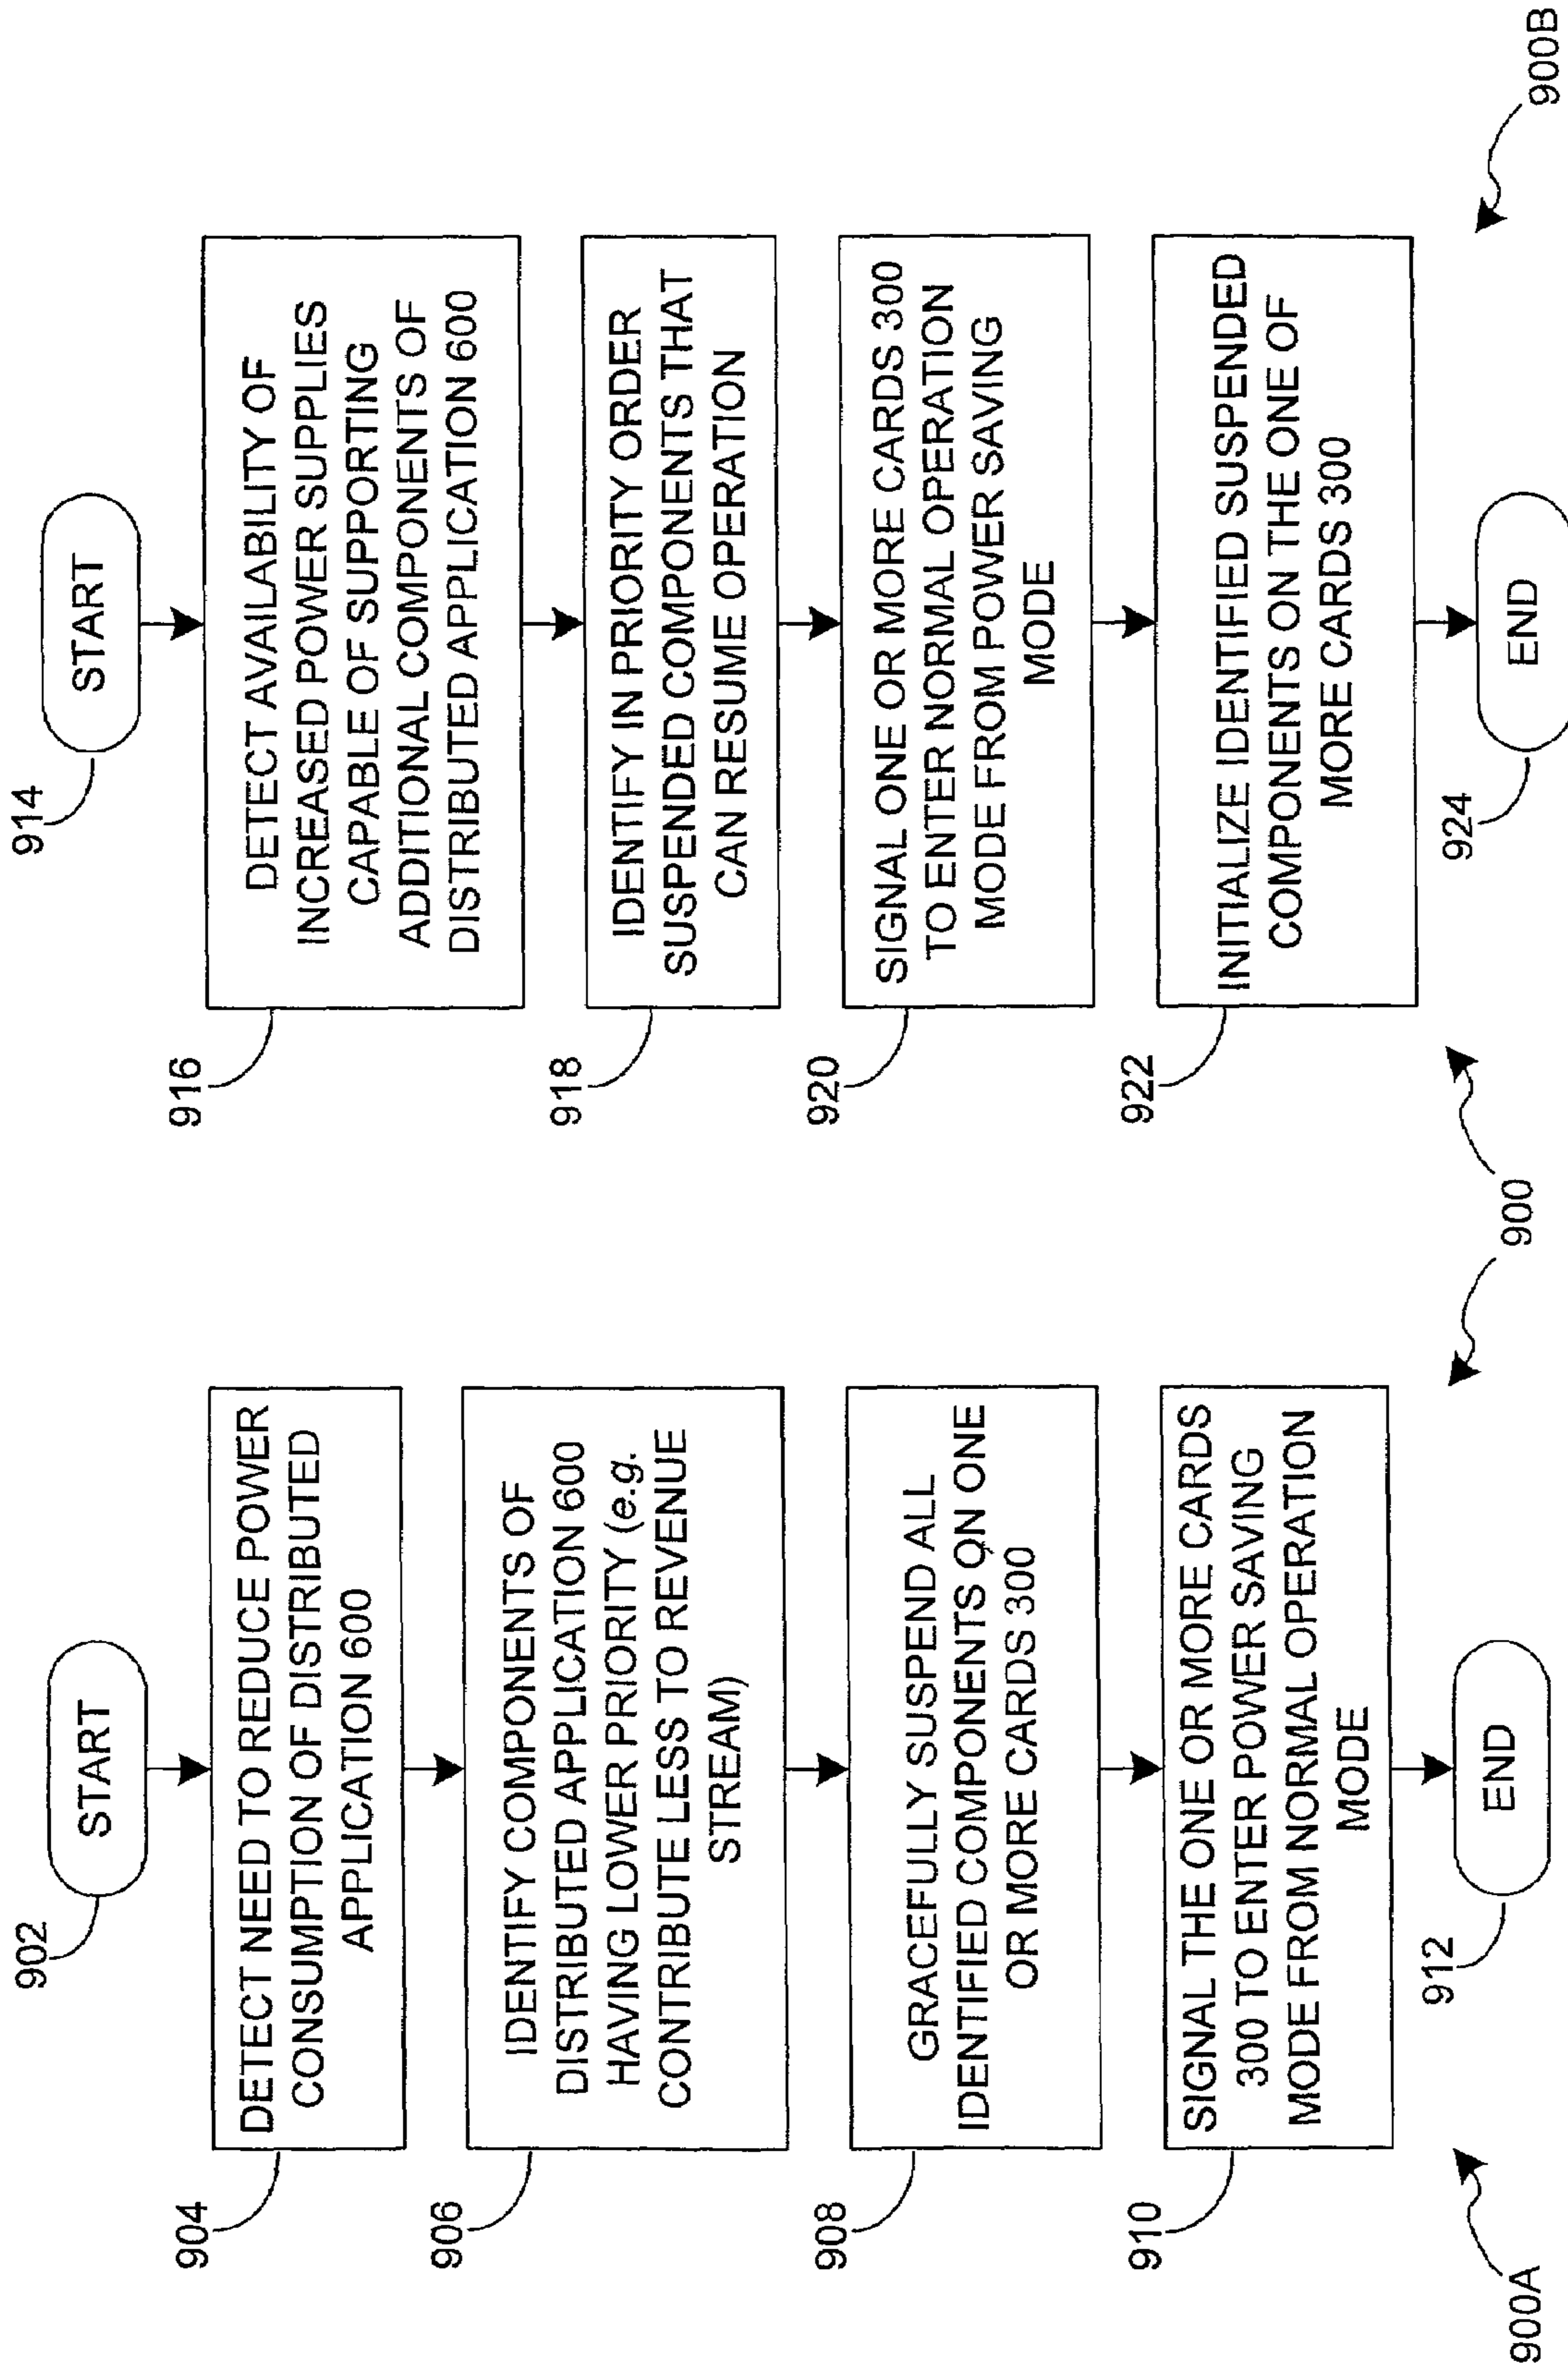 902
START
904
DETECT NEED TO REDUCE POWER
CONSUMPTION OF DISTRIBUTED
APPLICATION 600
906
IDENTIFY COMPONENTS OF
DISTRIBUTED APPLICATION 600
HAVING LOWER PRIORITY (e.g.
CONTRIBUTE LESS TO REVENUE
STREAM)
908
GRACEFULLY SUSPEND ALL
IDENTIFIED COMPONENTS ON ONE
OR MORE CARDS 300
910
SIGNAL THE ONE OR MORE CARDS
300 TO ENTER POWER SAVING
MODE FROM NORMAL OPERATION
MODE
912
END
900A
900
914
START
916
DETECT AVAILABILITY OF
INCREASED POWER SUPPLIES
CAPABLE OF SUPPORTING
ADDITIONAL COMPONENTS OF
DISTRIBUTED APPLICATION 600
918
IDENTIFY IN PRIORITY ORDER
SUSPENDED COMPONENTS THAT
CAN RESUME OPERATION
920
SIGNAL ONE OR MORE CARDS 300
TO ENTER NORMAL OPERATION
MODE FROM POWER SAVING
MODE
922
INITIALIZE IDENTIFIED SUSPENDED
COMPONENTS ON THE ONE OF
MORE CARDS 300
924
END
900B